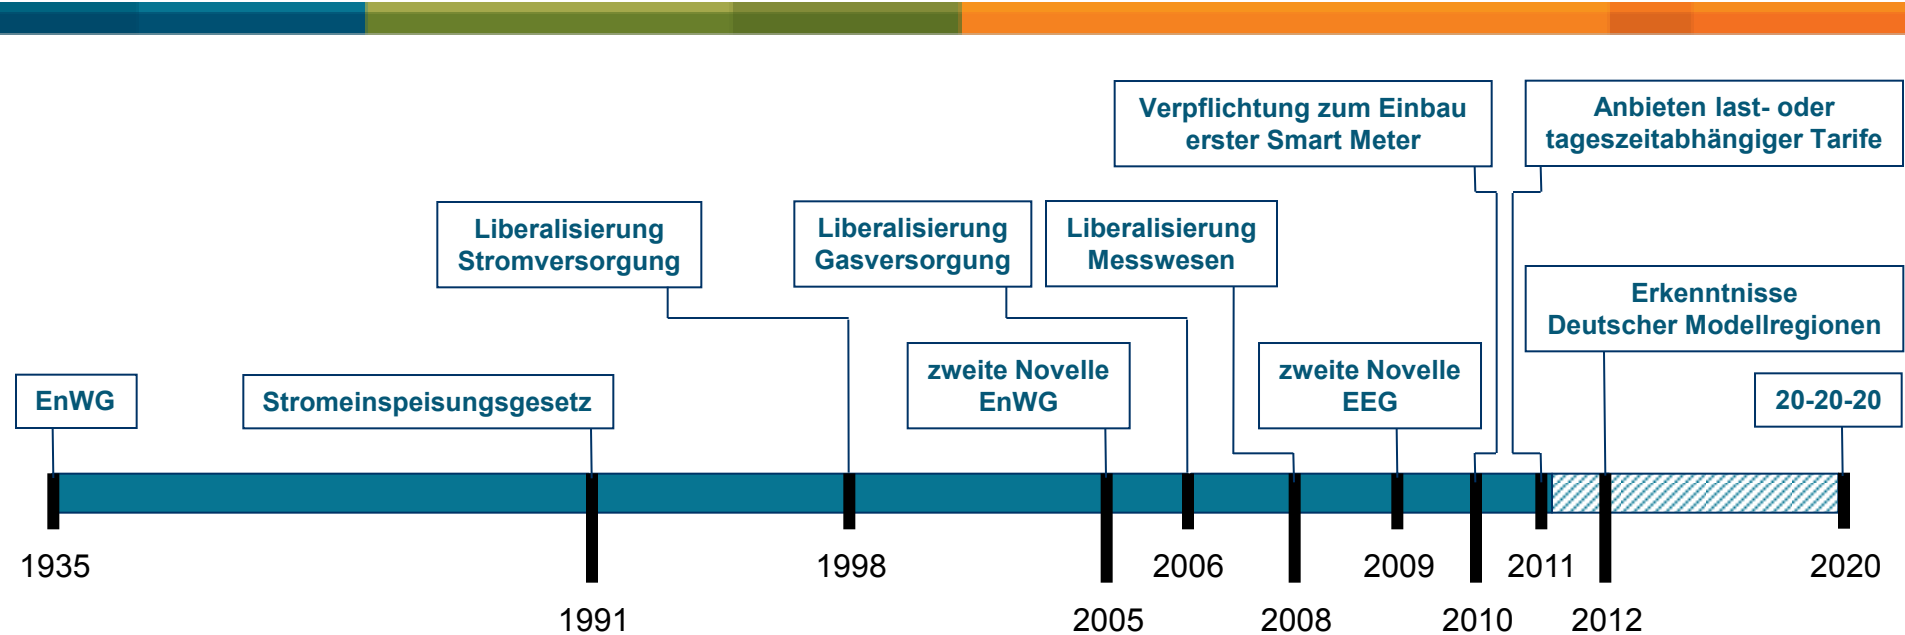 Verpflichtung zum Einbau
erster Smart Meter
Anbieten last- oder
tageszeitabhängiger Tarife
Liberalisierung
Stromversorgung
Liberalisierung
Gasversorgung
Liberalisierung
Messwesen
Erkenntnisse
Deutscher Modellregionen
EnWG
Stromeinspeisungsgesetz
zweite Novelle
EnWG
zweite Novelle
EEG
20-20-20
1935
1991
1998
2005
2006
2008
2009
2010
2011
2012
2020